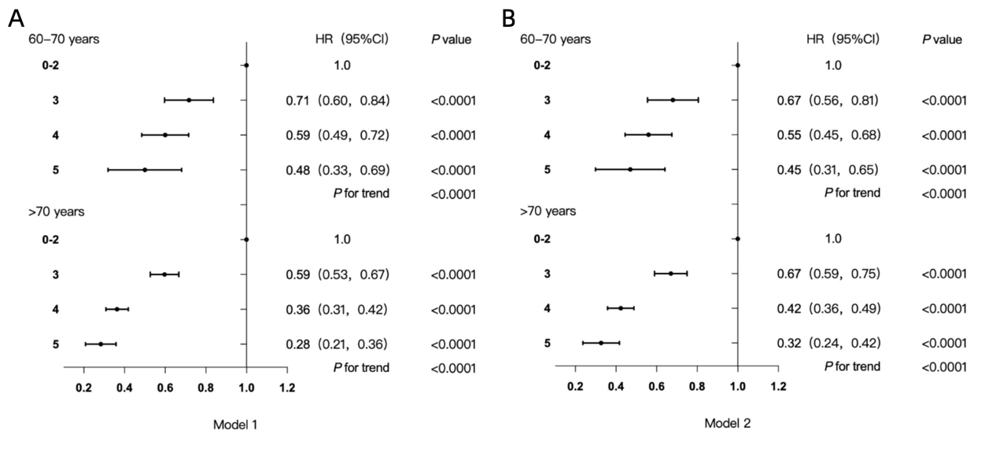 A
60–70 years HR (95%CI) P value
0-2 1.0
3 0.71 (0.60, 0.84) <0.0001
4 0.59 (0.49, 0.72) <0.0001
5 0.48 (0.33, 0.69) <0.0001
P for trend <0.0001
>70 years
0-2 1.0
3 0.59 (0.53, 0.67) <0.0001
4 0.36 (0.31, 0.42) <0.0001
5 0.28 (0.21, 0.36) <0.0001
P for trend <0.0001
0.2 0.4 0.6 0.8 1.0 1.2
Model 1
B
60–70 years HR (95%CI) P value
0-2 1.0
3 0.67 (0.56, 0.81) <0.0001
4 0.55 (0.45, 0.68) <0.0001
5 0.45 (0.31, 0.65) <0.0001
P for trend <0.0001
>70 years
0-2 1.0
3 0.67 (0.59, 0.75) <0.0001
4 0.42 (0.36, 0.49) <0.0001
5 0.32 (0.24, 0.42) <0.0001
P for trend <0.0001
0.2 0.4 0.6 0.8 1.0 1.2
Model 2